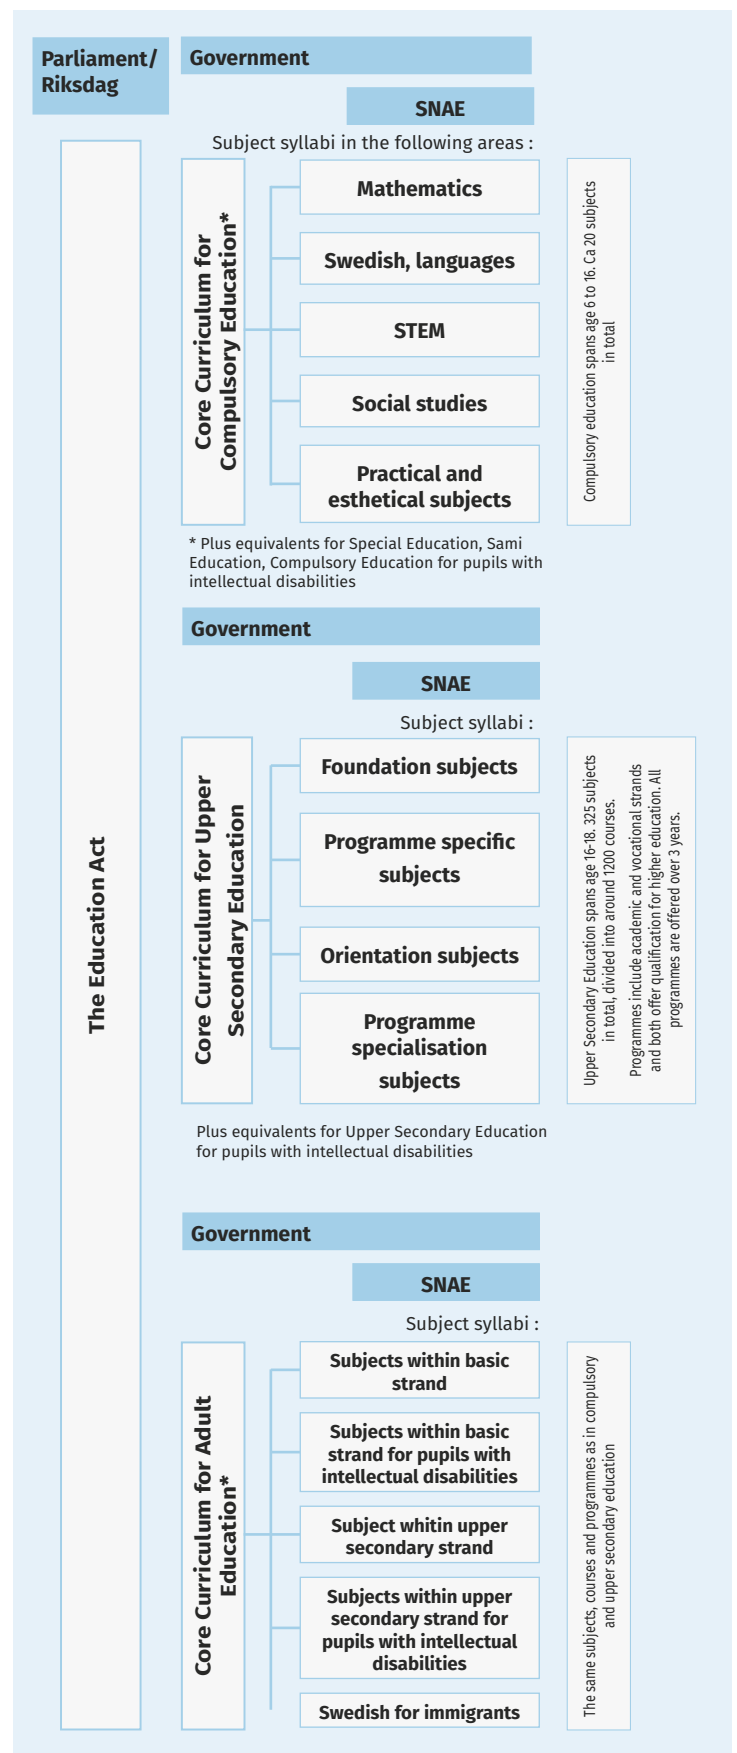 Parliament/
Riksdag
Government
SNAE
Subject syllabi in the following areas :
The Education Act
Core Curriculum for
Compulsory Education*
Mathematics
Swedish, languages
STEM
Social studies
Practical and
esthetical subjects
Compulsory education spans age 6 to 16. Ca 20 subjects
in total
* Plus equivalents for Special Education, Sami
Education, Compulsory Education for pupils with
intellectual disabilities
Government
SNAE
Subject syllabi :
Core Curriculum for Upper
Secondary Education
Foundation subjects
Programme specific
subjects
Orientation subjects
Programme
specialisation
subjects
Upper Secondary Education spans age 16-18. 325 subjects
in total, divided into around 1200 courses.
Programmes include academic and vocational strands
and both offer qualification for higher education. All
programmes are offered over 3 years.
Plus equivalents for Upper Secondary Education
for pupils with intellectual disabilities
Government
SNAE
Subject syllabi :
Core Curriculum for Adult
Education*
Subjects within basic
strand
Subjects within basic
strand for pupils with
intellectual disabilities
Subject whitin upper
secondary strand
Subjects within upper
secondary strand for
pupils with intellectual
disabilities
Swedish for immigrants
The same subjects, courses and programmes as in compulsory
and upper secondary education